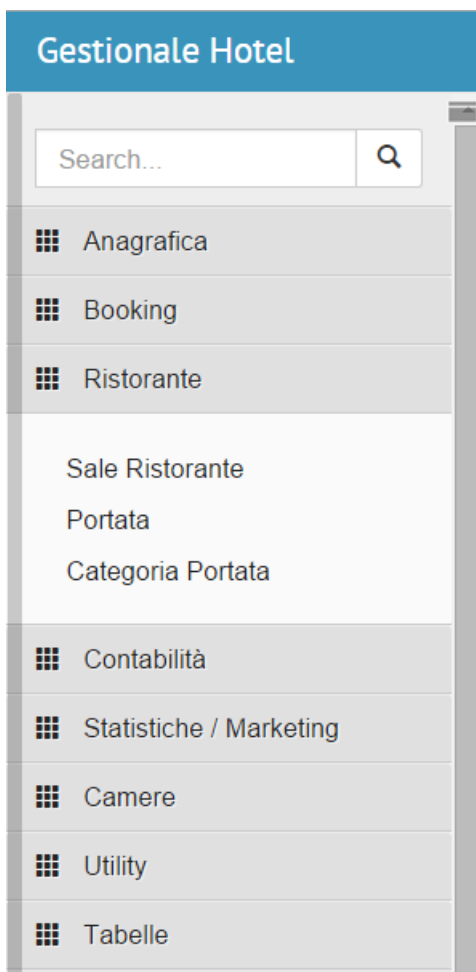 Gestionale Hotel
Search...
Anagrafica
Booking
Ristorante
Sale Ristorante
Portata
Categoria Portata
Contabilità
Statistiche / Marketing
Camere
Utility
Tabelle